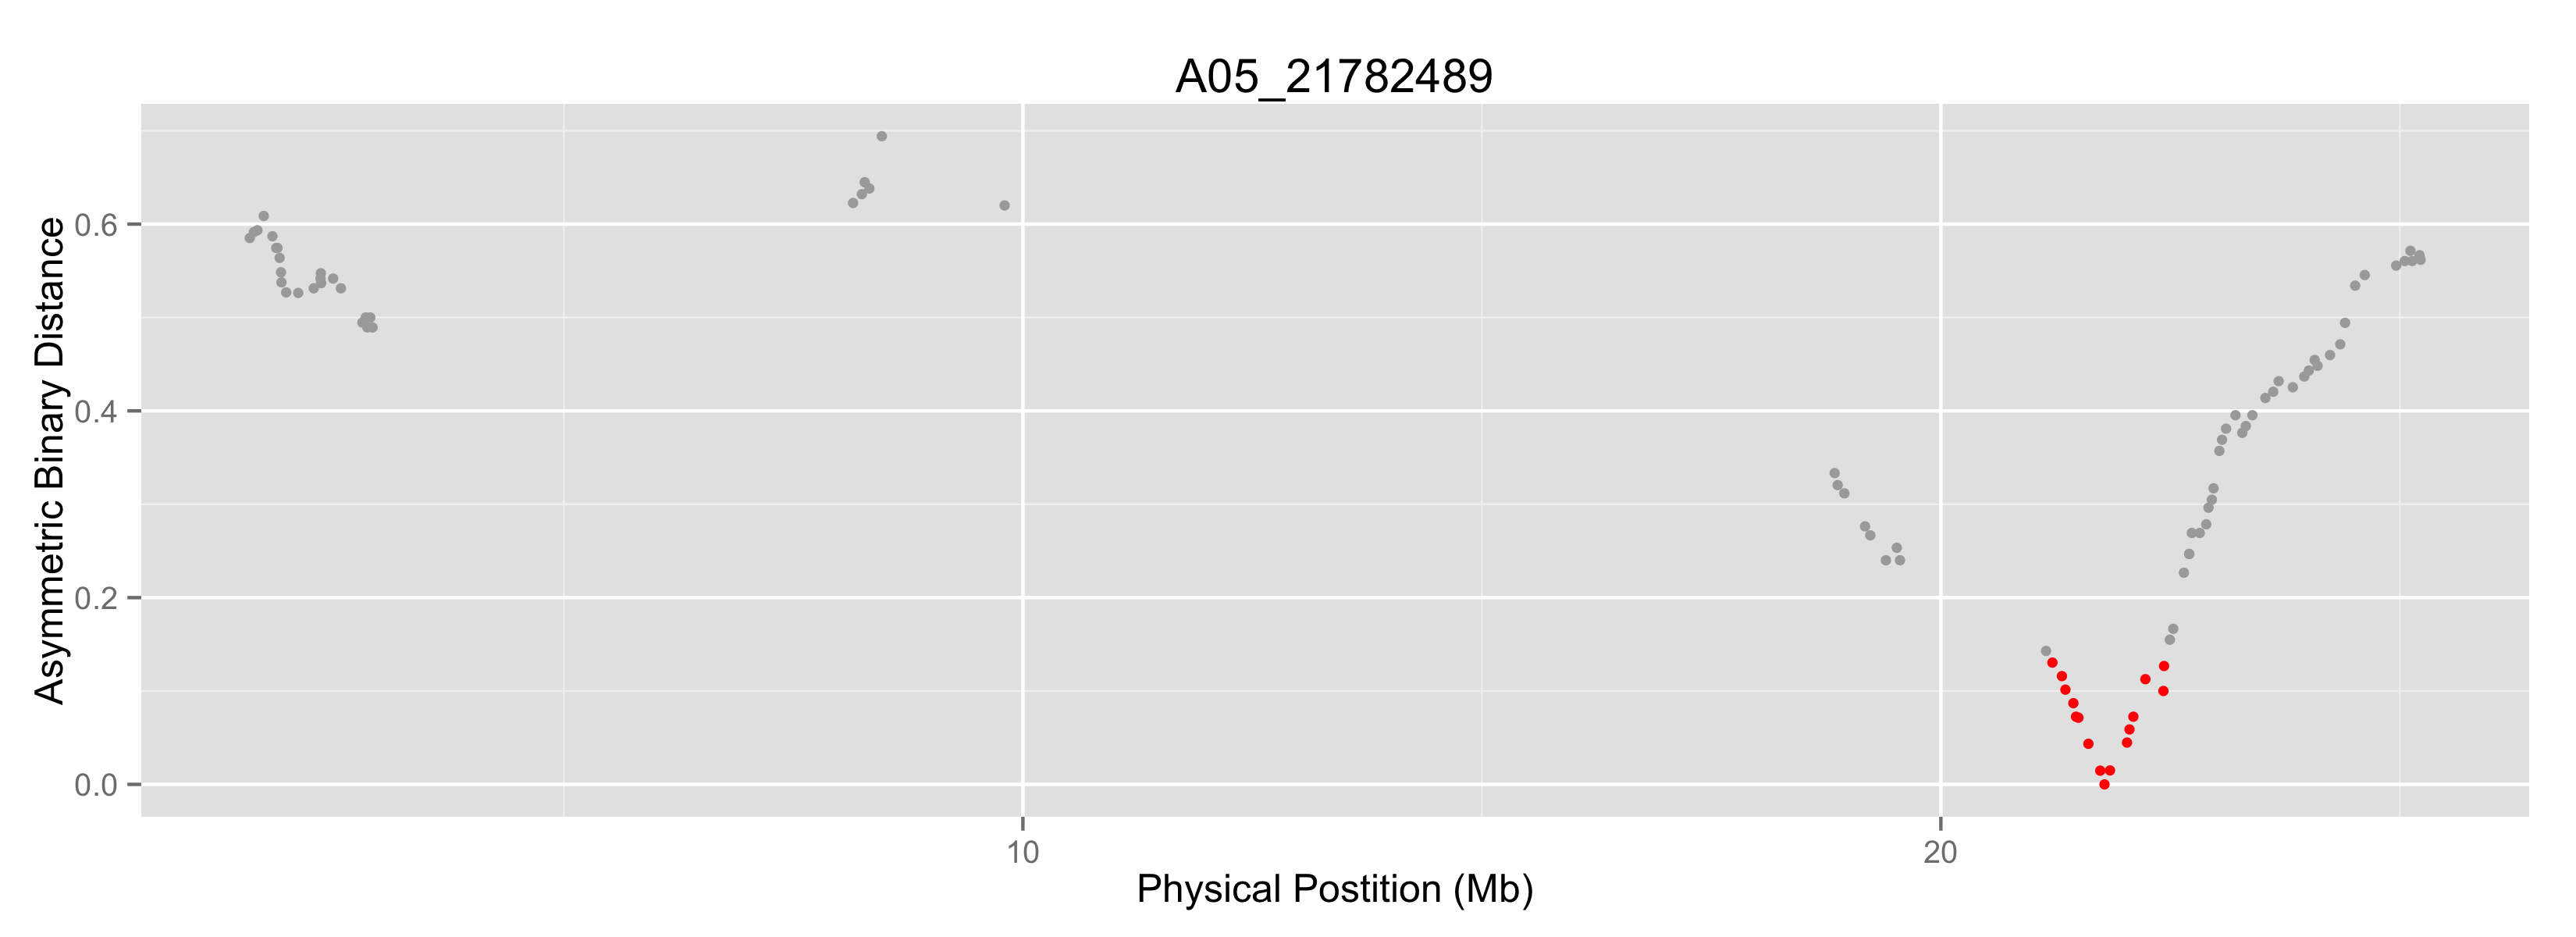 A05_21782489
Asymmetric Binary Distance
0.6
0.4
0.2
0.0
10
20
Physical Postition (Mb)